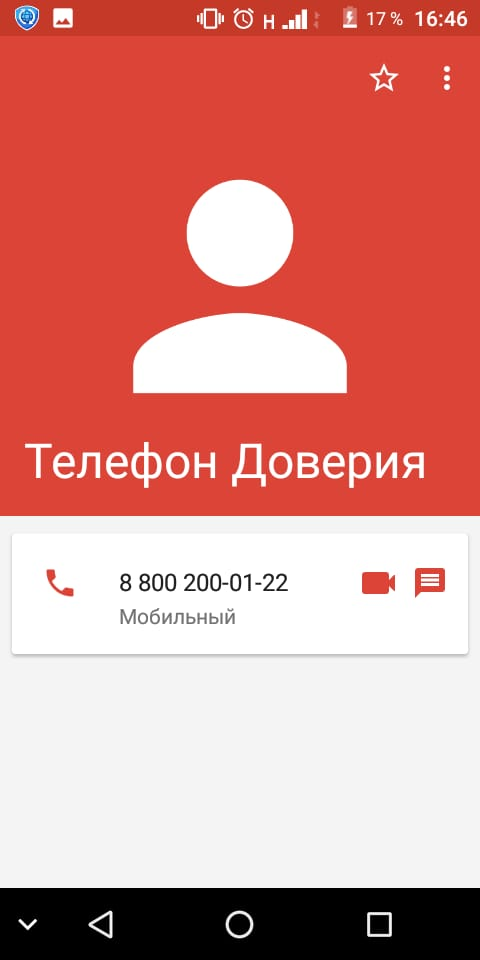 H 17 % 16:46
Телефон Доверия
8 800 200-01-22
Мобильный